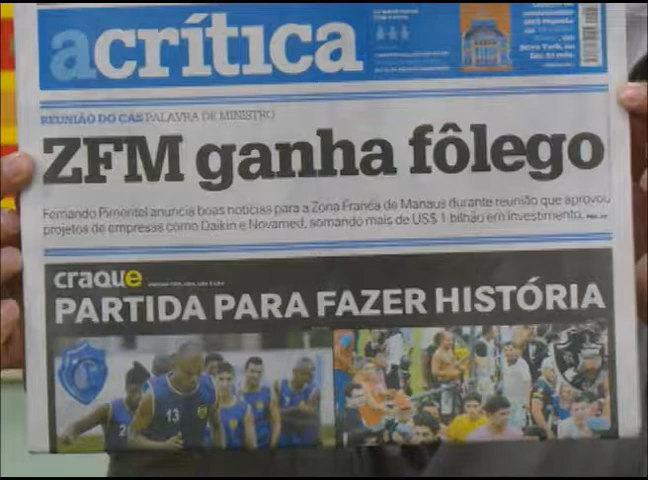 acrítica
REUNIÃO DO CAS PALAVRA DE MINISTRO
ZFM ganha fôlego
Fernando Pimentel anuncia boas notícias para a Zona Franca de Manaus durante reunião que aprovou
projetos de empresas como Daikin e Novamed, somando mais de US$ 1 bilhão em investimento.
craque
PARTIDA PARA FAZER HISTÓRIA
13